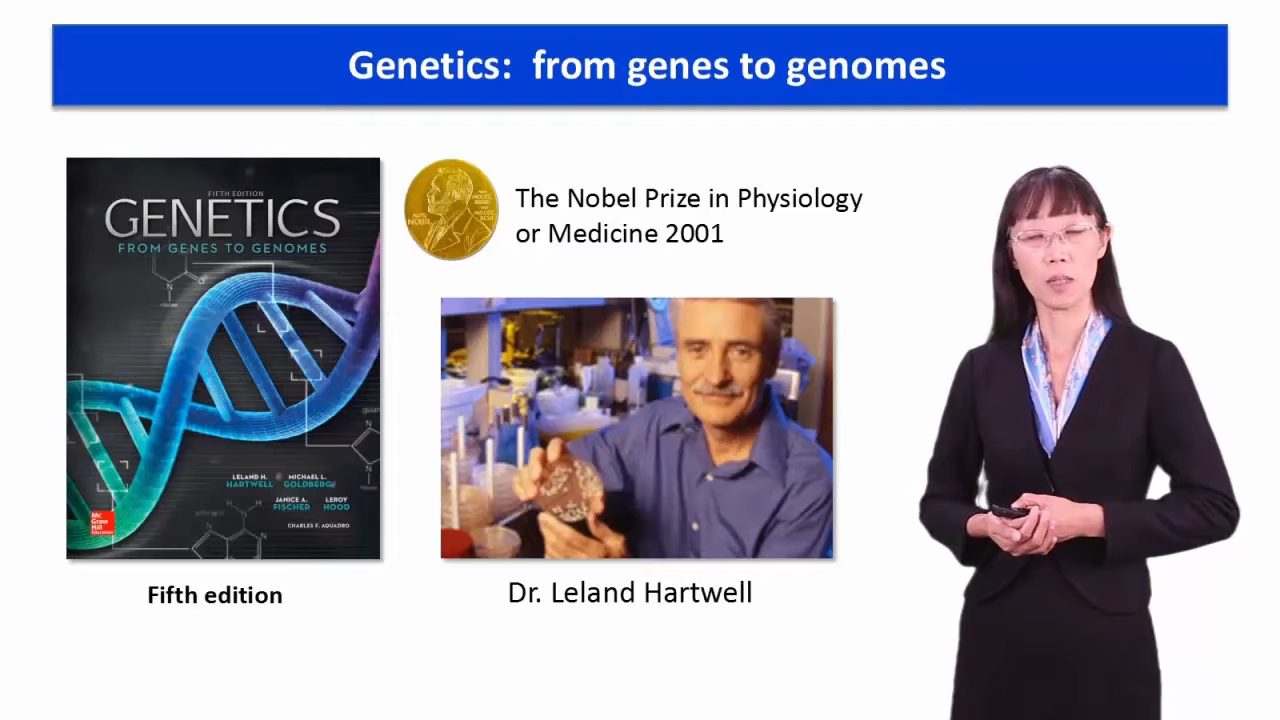 Genetics: from genes to genomes
FIFTH EDITION
GENETICS
FROM GENES TO GENOMES
LELAND H. MICHAEL L.
HARTWELL GOLDBERG
JANICE A. LEROY
FISCHER HOOD
CHARLES F. AQUADRO
Mc
Graw
Hill
Education
Fifth edition
The Nobel Prize in Physiology
or Medicine 2001
Dr. Leland Hartwell